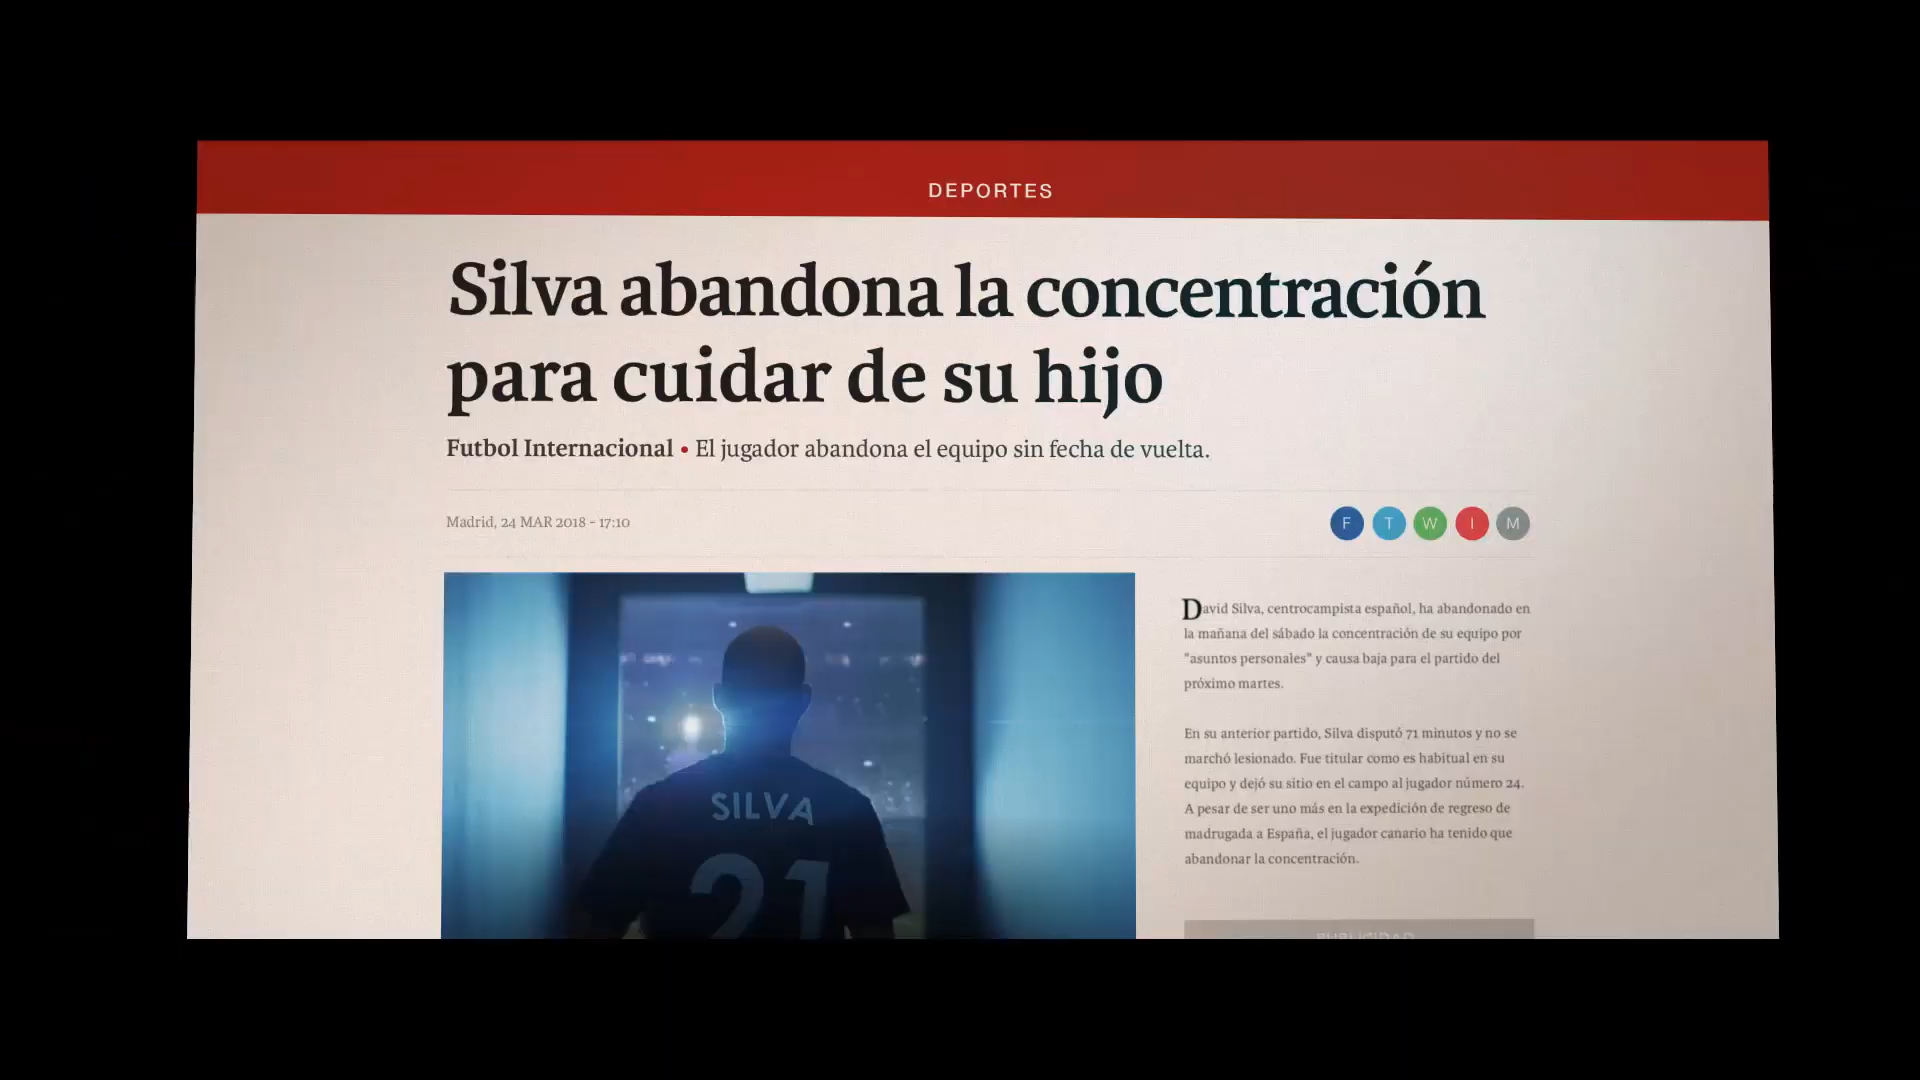 DEPORTES
Silva abandona la concentración
para cuidar de su hijo
Futbol Internacional • El jugador abandona el equipo sin fecha de vuelta.
Madrid, 24 MAR 2018 - 17:10
F T W I M
SILVA
21
David Silva, centrocampista español, ha abandonado en
la mañana del sábado la concentración de su equipo por
"asuntos personales" y causa baja para el partido del
próximo martes.
En su anterior partido, Silva disputó 71 minutos y no se
marchó lesionado. Fue titular como es habitual en su
equipo y dejó su sitio en el campo al jugador número 24.
A pesar de ser uno más en la expedición de regreso de
madrugada a España, el jugador canario ha tenido que
abandonar la concentración.
PUBLICIDAD